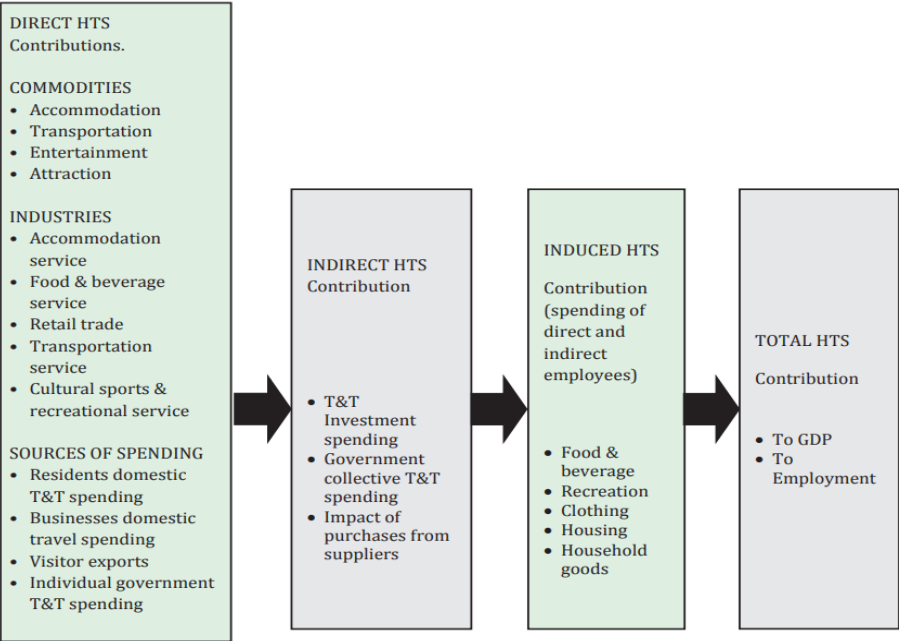 DIRECT HTS
Contributions.
COMMODITIES
• Accommodation
• Transportation
• Entertainment
• Attraction
INDUSTRIES
• Accommodation
service
• Food & beverage
service
• Retail trade
• Transportation
service
• Cultural sports &
recreational service
SOURCES OF SPENDING
• Residents domestic
T&T spending
• Businesses domestic
travel spending
• Visitor exports
• Individual government
T&T spending
INDIRECT HTS
Contribution
• T&T
Investment
spending
• Government
collective T&T
spending
• Impact of
purchases from
suppliers
INDUCED HTS
Contribution
(spending of
direct and
indirect
employees)
• Food &
beverage
• Recreation
• Clothing
• Housing
• Household
goods
TOTAL HTS
Contribution
• To GDP
• To
Employment